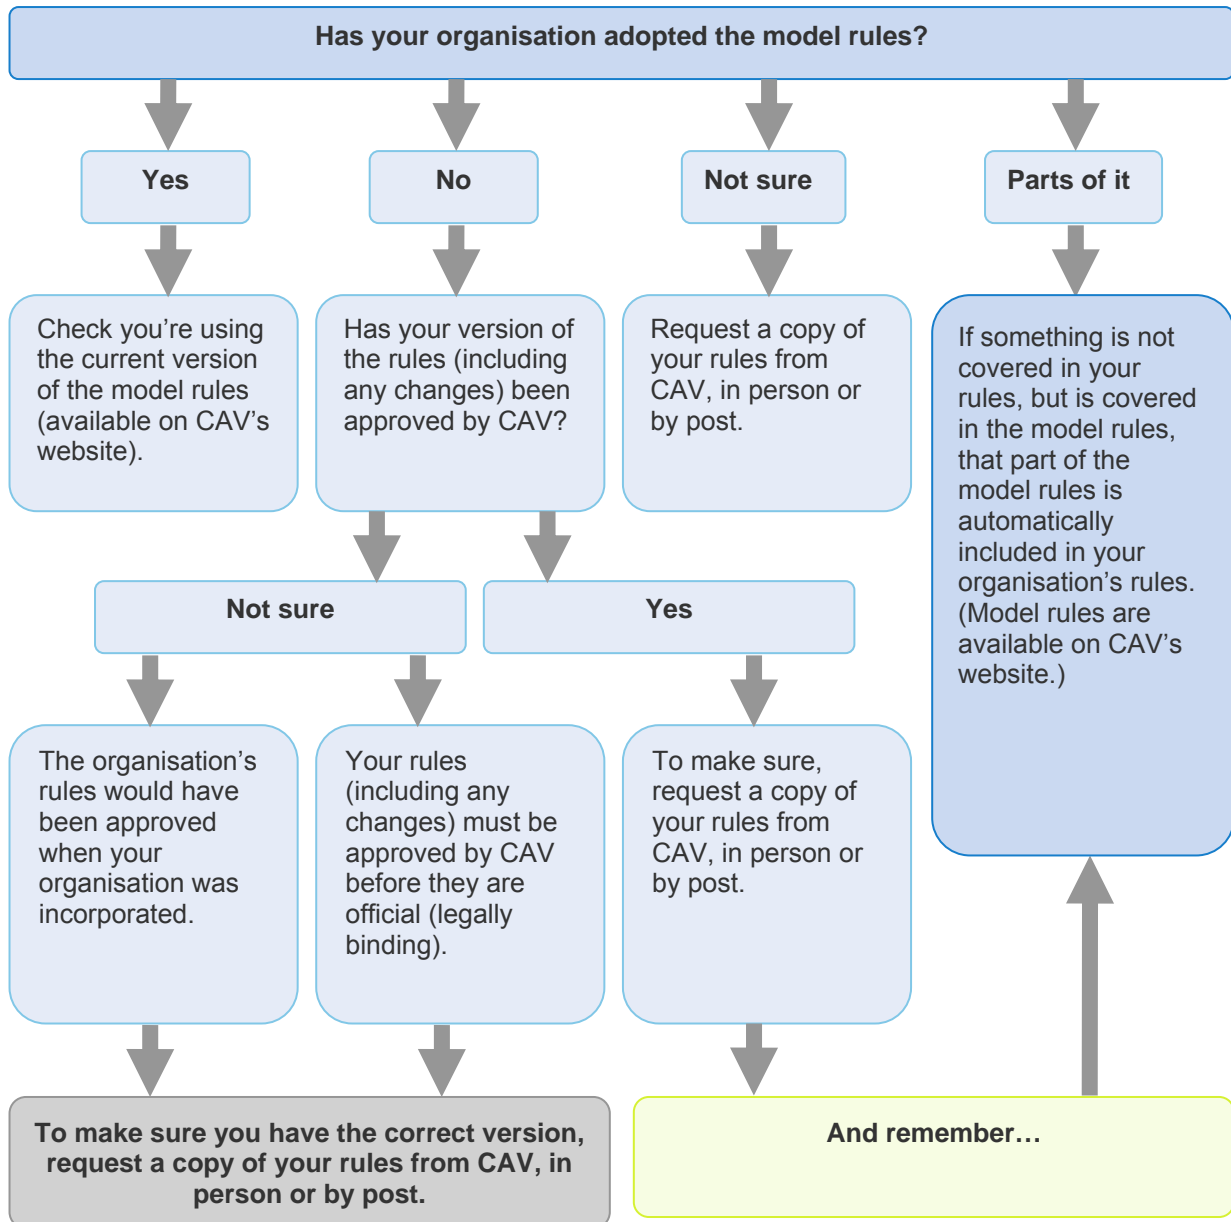 Has your organisation adopted the model rules?
Yes
No
Not sure
Parts of it
Check you’re using
the current version
of the model rules
(available on CAV’s
website).
Has your version of
the rules (including
any changes) been
approved by CAV?
Request a copy of
your rules from
CAV, in person or
by post.
If something is not
covered in your
rules, but is covered
in the model rules,
that part of the
model rules is
automatically
included in your
organisation’s rules.
(Model rules are
available on CAV’s
website.)
Not sure
Yes
The organisation’s
rules would have
been approved
when your
organisation was
incorporated.
Your rules
(including any
changes) must be
approved by CAV
before they are
official (legally
binding).
To make sure,
request a copy of
your rules from
CAV, in person or
by post.
To make sure you have the correct version,
request a copy of your rules from CAV, in
person or by post.
And remember…